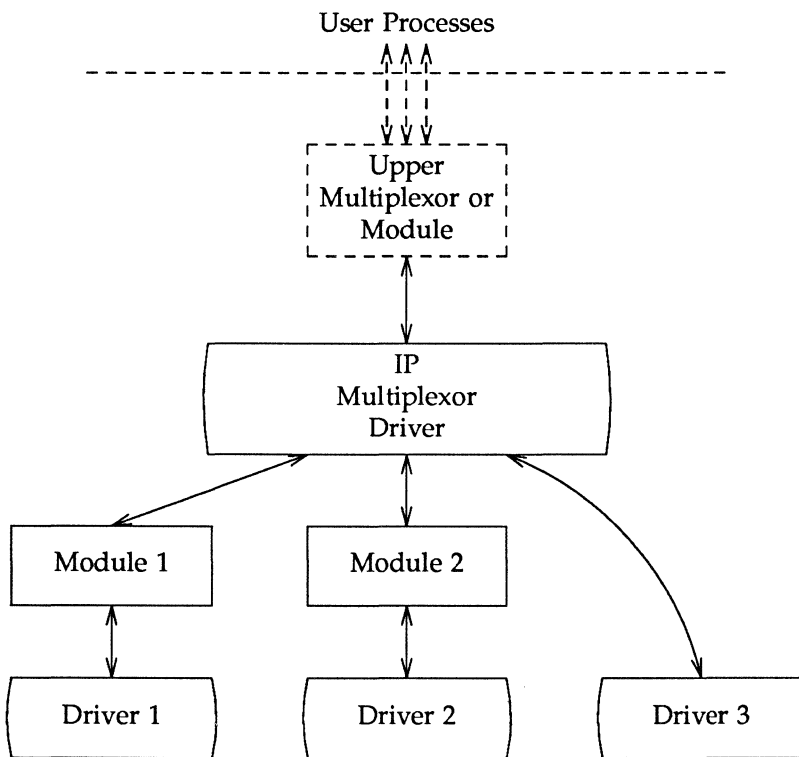 User Processes
Upper
Multiplexor or
Module
IP
Multiplexor
Driver
Module 1
Module 2
Driver 1
Driver 2
Driver 3